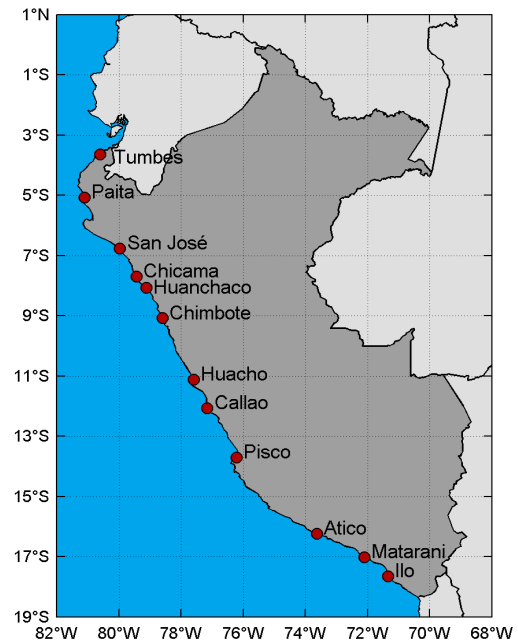 1°N
1°S
3°S
Tumbes
5°S
Paita
7°S
San José
Chicama
Huanchaco
9°S
Chimbote
11°S
Huacho
Callao
13°S
Pisco
15°S
Atico
17°S
Matarani
Ilo
19°S
82°W 80°W 78°W 76°W 74°W 72°W 70°W 68°W